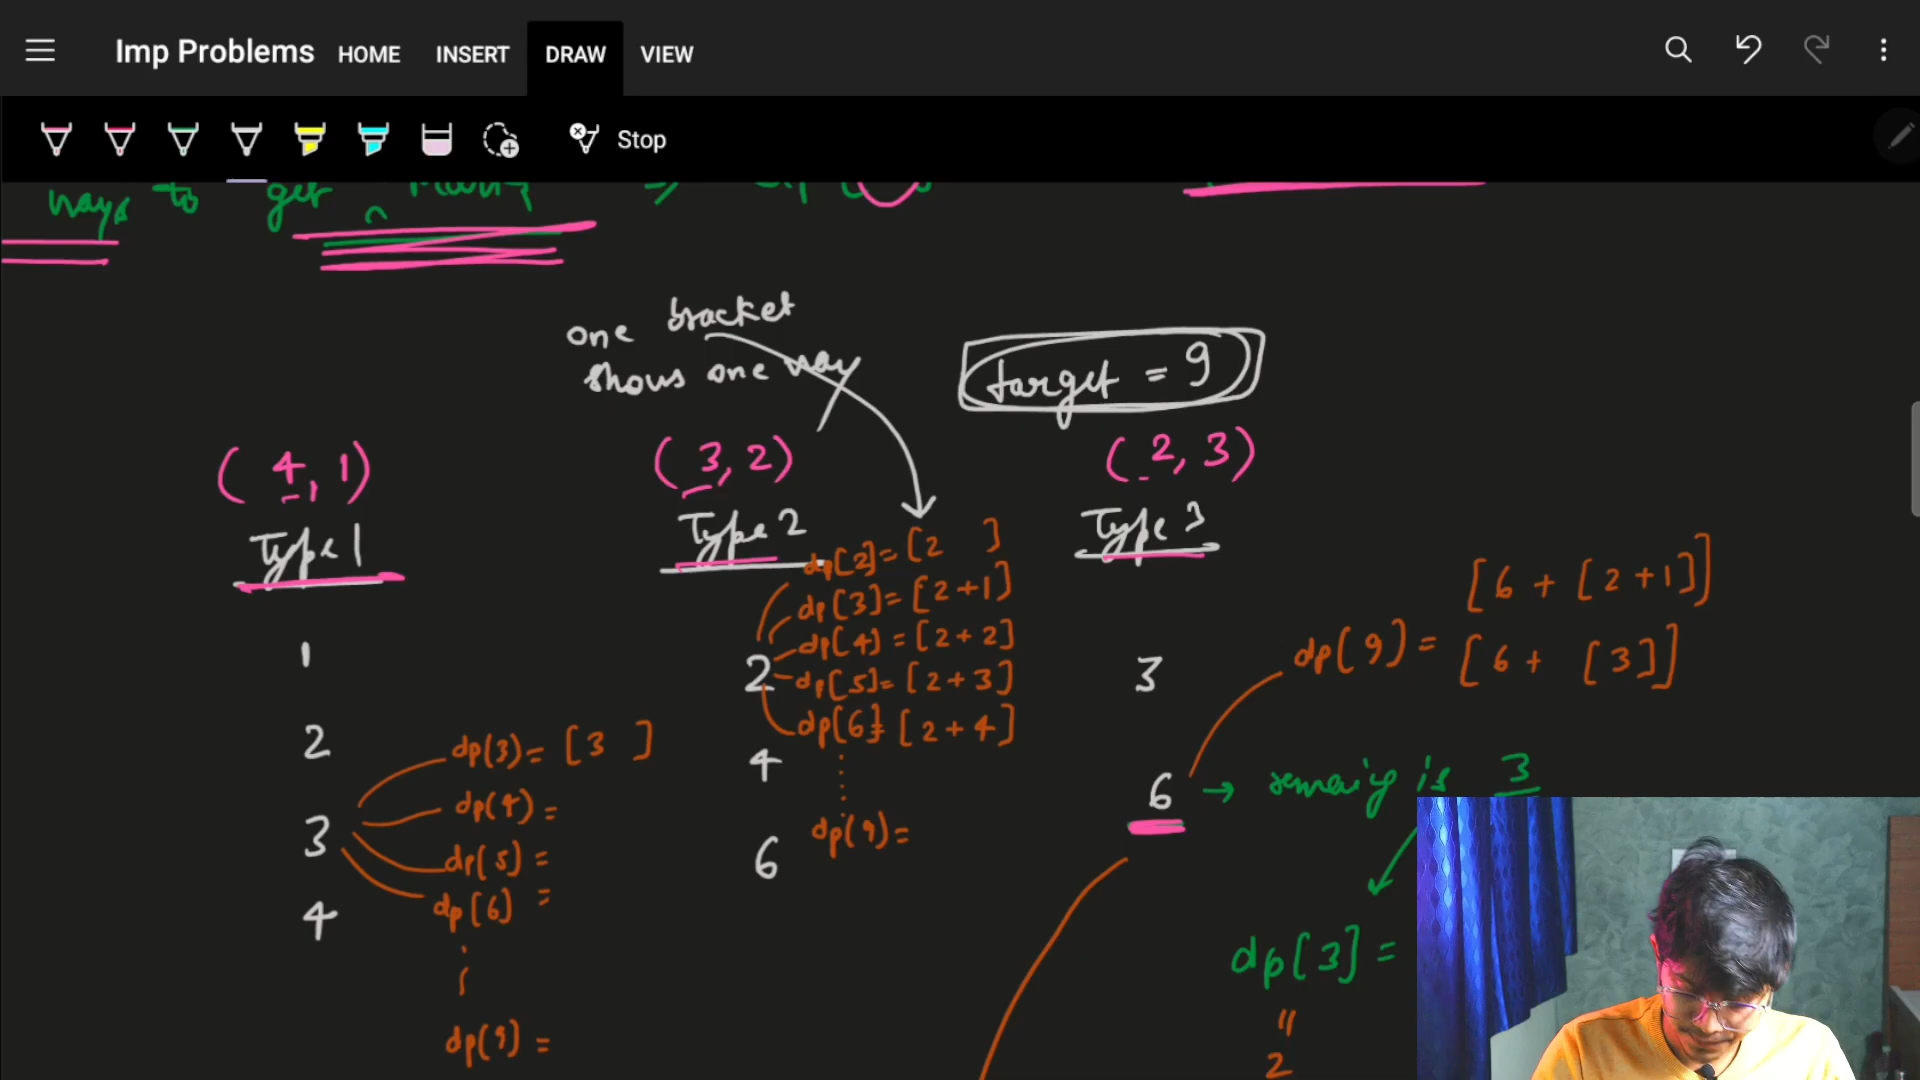 Imp Problems HOME INSERT DRAW VIEW
Stop
ways to get
one bracket
shows one way
target = 9
(4,1)
(3,2)
(2,3)
Type 1
Type 2
Type 3
dp[2]= [2 ]
dp[3]= [2+1]
dp[4] = [2+2]
dp[5]= [2+3]
dp[6]= [2+4]
dp(9)=
[6 + [2+1]]
dp(9) = [6 + [3]]
1
2
3
4
dp(3)= [3 ]
dp(4) =
dp[5] =
dp[6] =
dp(9) =
2
4
6
3
6 → remaig is 3
dp[3] =
"
2